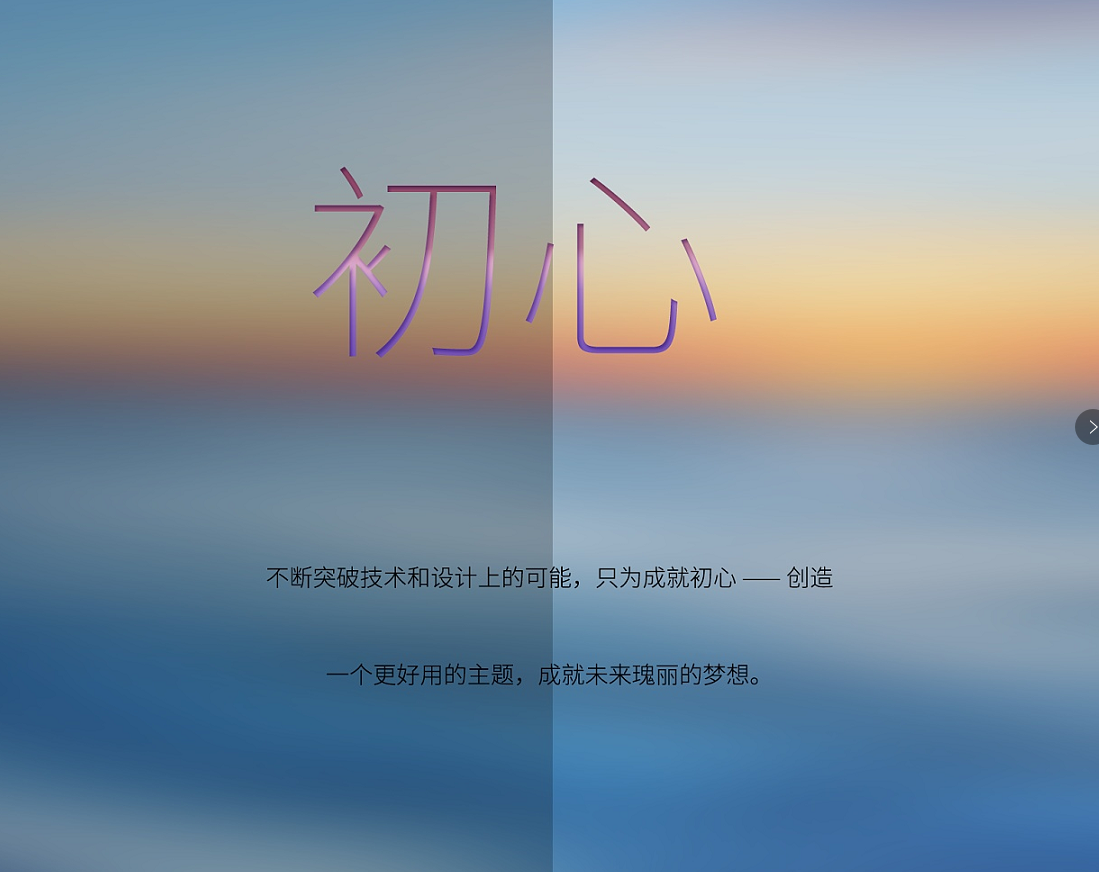 初心
不断突破技术和设计上的可能，只为成就初心 —— 创造
一个更好用的主题，成就未来瑰丽的梦想。